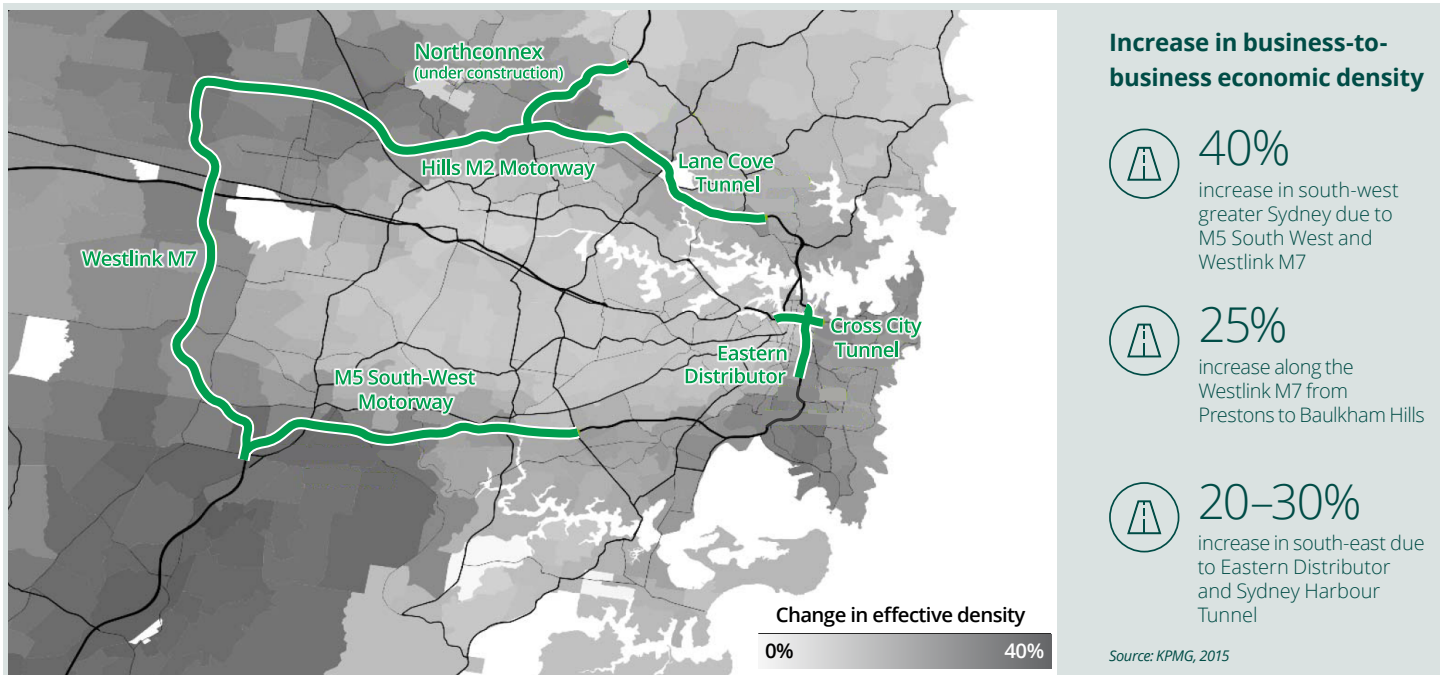 Northconnex
(under construction)
Hills M2 Motorway
Lane Cove
Tunnel
Westlink M7
Cross City
Tunnel
Eastern
Distributor
M5 South-West
Motorway
Change in effective density
0%
40%
Increase in business-to-
business economic density
40%
increase in south-west
greater Sydney due to
M5 South West and
Westlink M7
25%
increase along the
Westlink M7 from
Prestons to Baulkham Hills
20–30%
increase in south-east due
to Eastern Distributor
and Sydney Harbour
Tunnel
Source: KPMG, 2015